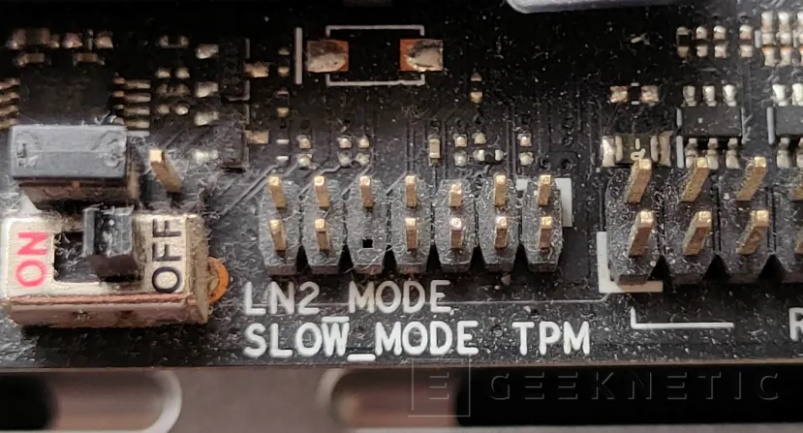 ON
OFF
LN2_MODE
SLOW_MODE TPM
R
E GEEKNETIC